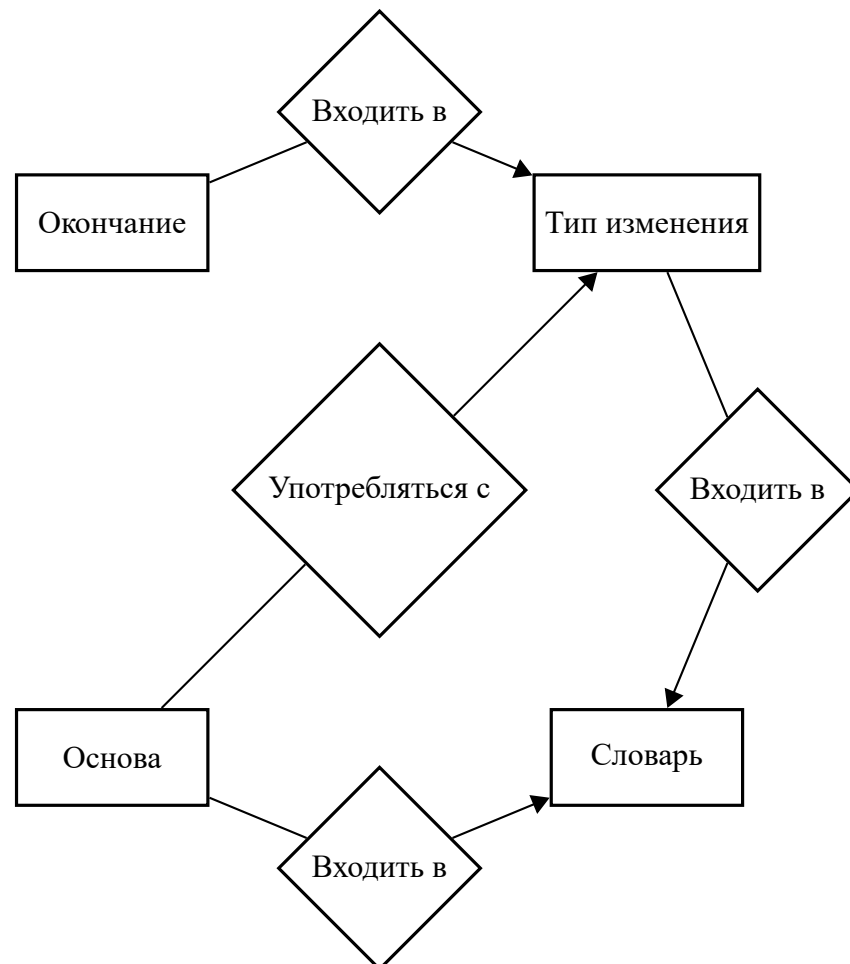 Входить в
Окончание
Тип изменения
Употребляться с
Входить в
Основа
Словарь
Входить в